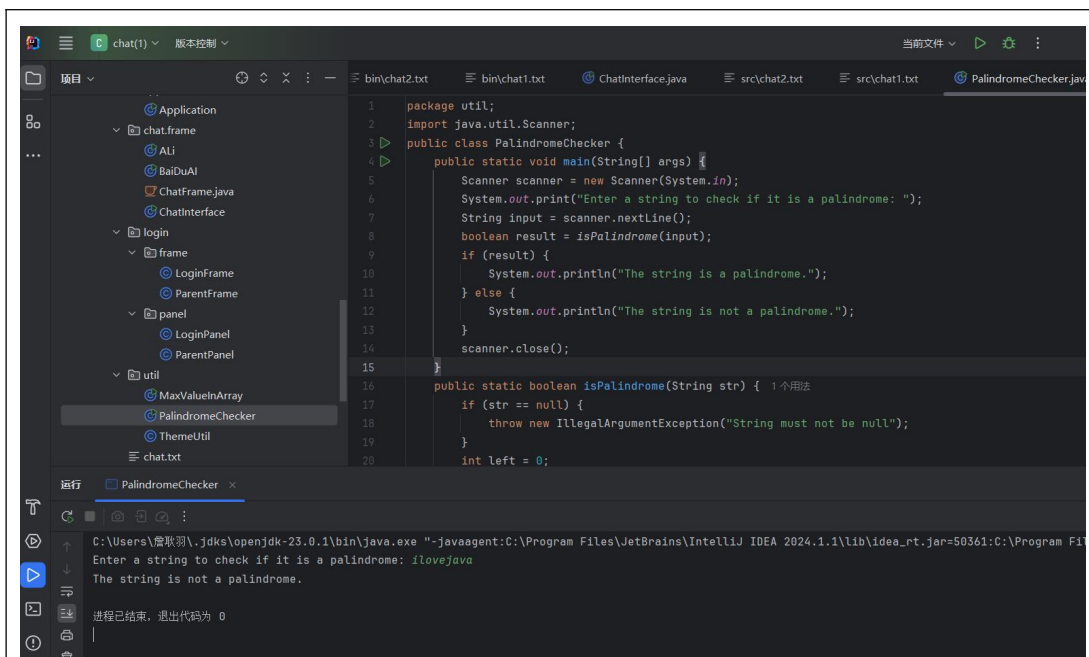 C chat(1) 版本控制 当前文件
项目
bin\chat2.txt bin\chat1.txt ChatInterface.java src\chat2.txt src\chat1.txt PalindromeChecker.java
Application
chat.frame
ALi
BaiDuAI
ChatFrame.java
ChatInterface
login
frame
LoginFrame
ParentFrame
panel
LoginPanel
ParentPanel
util
MaxValueInArray
PalindromeChecker
ThemeUtil
chat.txt
1 package util;
2 import java.util.Scanner;
3 public class PalindromeChecker {
4 public static void main(String[] args) {
5 Scanner scanner = new Scanner(System.in);
6 System.out.print("Enter a string to check if it is a palindrome: ");
7 String input = scanner.nextLine();
8 boolean result = isPalindrome(input);
9 if (result) {
10 System.out.println("The string is a palindrome.");
11 } else {
12 System.out.println("The string is not a palindrome.");
13 }
14 scanner.close();
15 }
16 public static boolean isPalindrome(String str) { 1个用法
17 if (str == null) {
18 throw new IllegalArgumentException("String must not be null");
19 }
20 int left = 0;
运行 PalindromeChecker
C:\Users\詹耿羽\.jdks\openjdk-23.0.1\bin\java.exe "-javaagent:C:\Program Files\JetBrains\IntelliJ IDEA 2024.1.1\lib\idea_rt.jar=50361:C:\Program Fil
Enter a string to check if it is a palindrome: ilovejava
The string is not a palindrome.
进程已结束，退出代码为 0